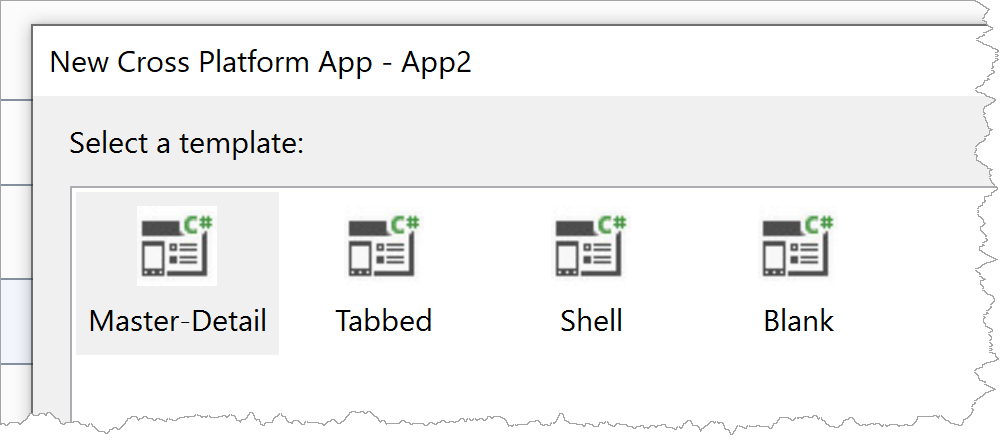 New Cross Platform App - App2
Select a template:
C# C# C# C#
Master-Detail Tabbed Shell Blank